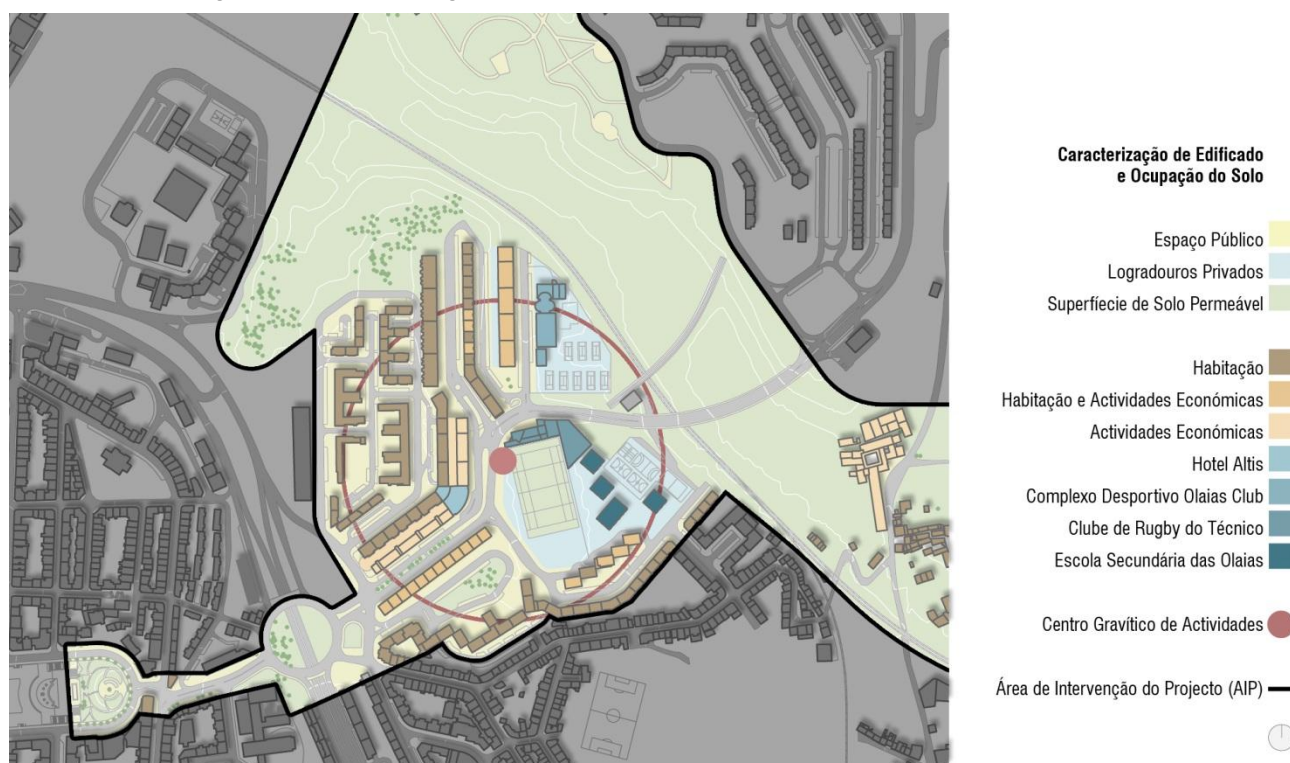 Caracterização de Edificado
e Ocupação do Solo
Espaço Público
Logradouros Privados
Superfíecie de Solo Permeável
Habitação
Habitação e Actividades Económicas
Actividades Económicas
Hotel Altis
Complexo Desportivo Olaias Club
Clube de Rugby do Técnico
Escola Secundária das Olaias
Centro Gravítico de Actividades
Área de Intervenção do Projecto (AIP)